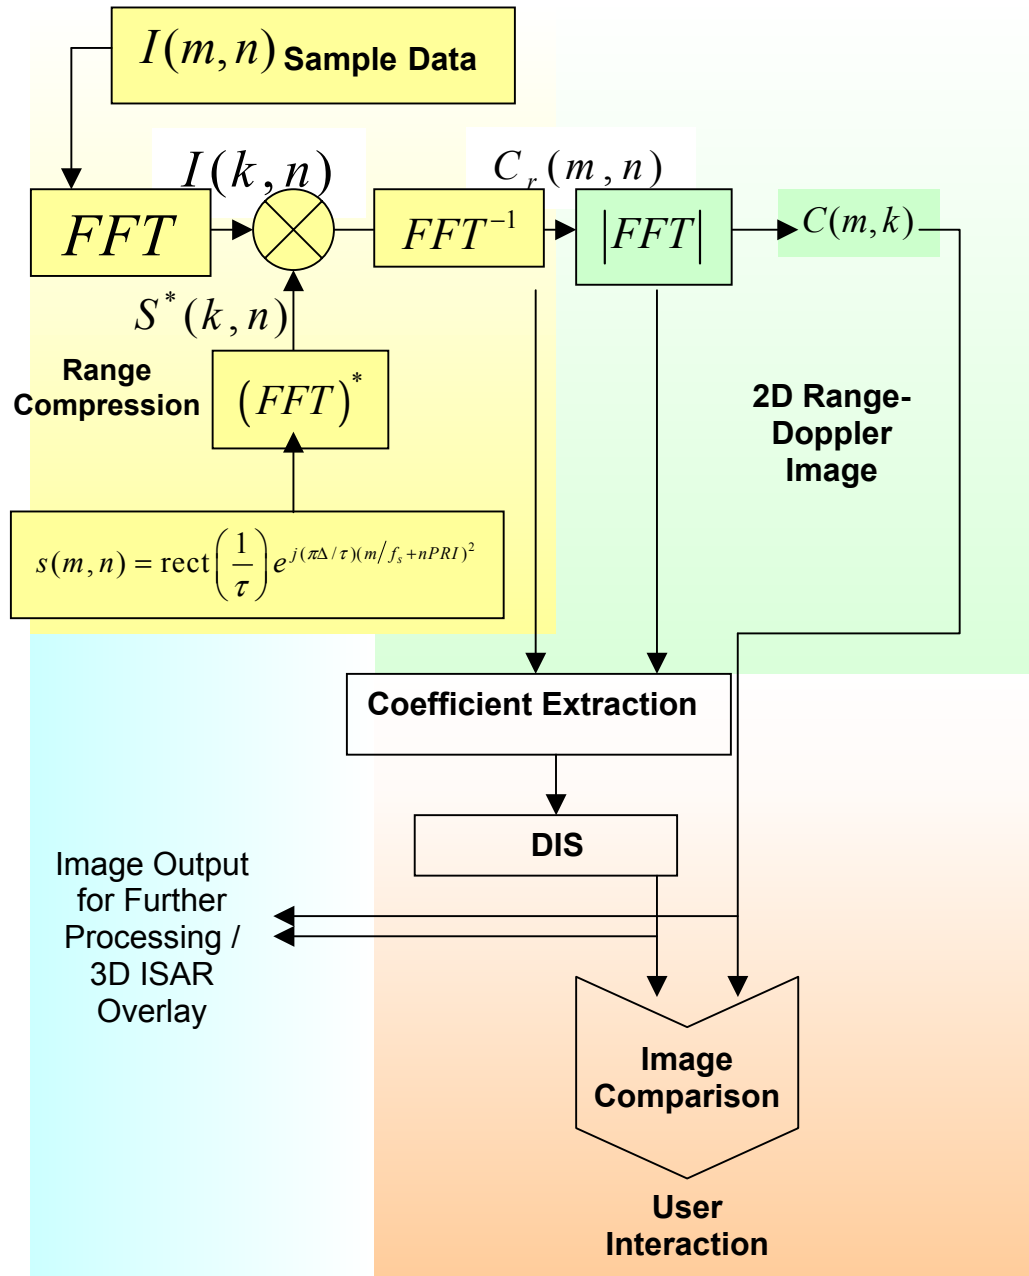 I(m,n) Sample Data
I(k,n)
C_r(m,n)
FFT
FFT^{-1}
|FFT|
C(m,k)
S^*(k,n)
Range
Compression
(FFT)^*
2D Range-
Doppler
Image
s(m,n) = rect(1/τ) e^{j(πΔ/τ)(m/f_s+nPRI)^2}
Coefficient Extraction
DIS
Image Output
for Further
Processing /
3D ISAR
Overlay
Image
Comparison
User
Interaction